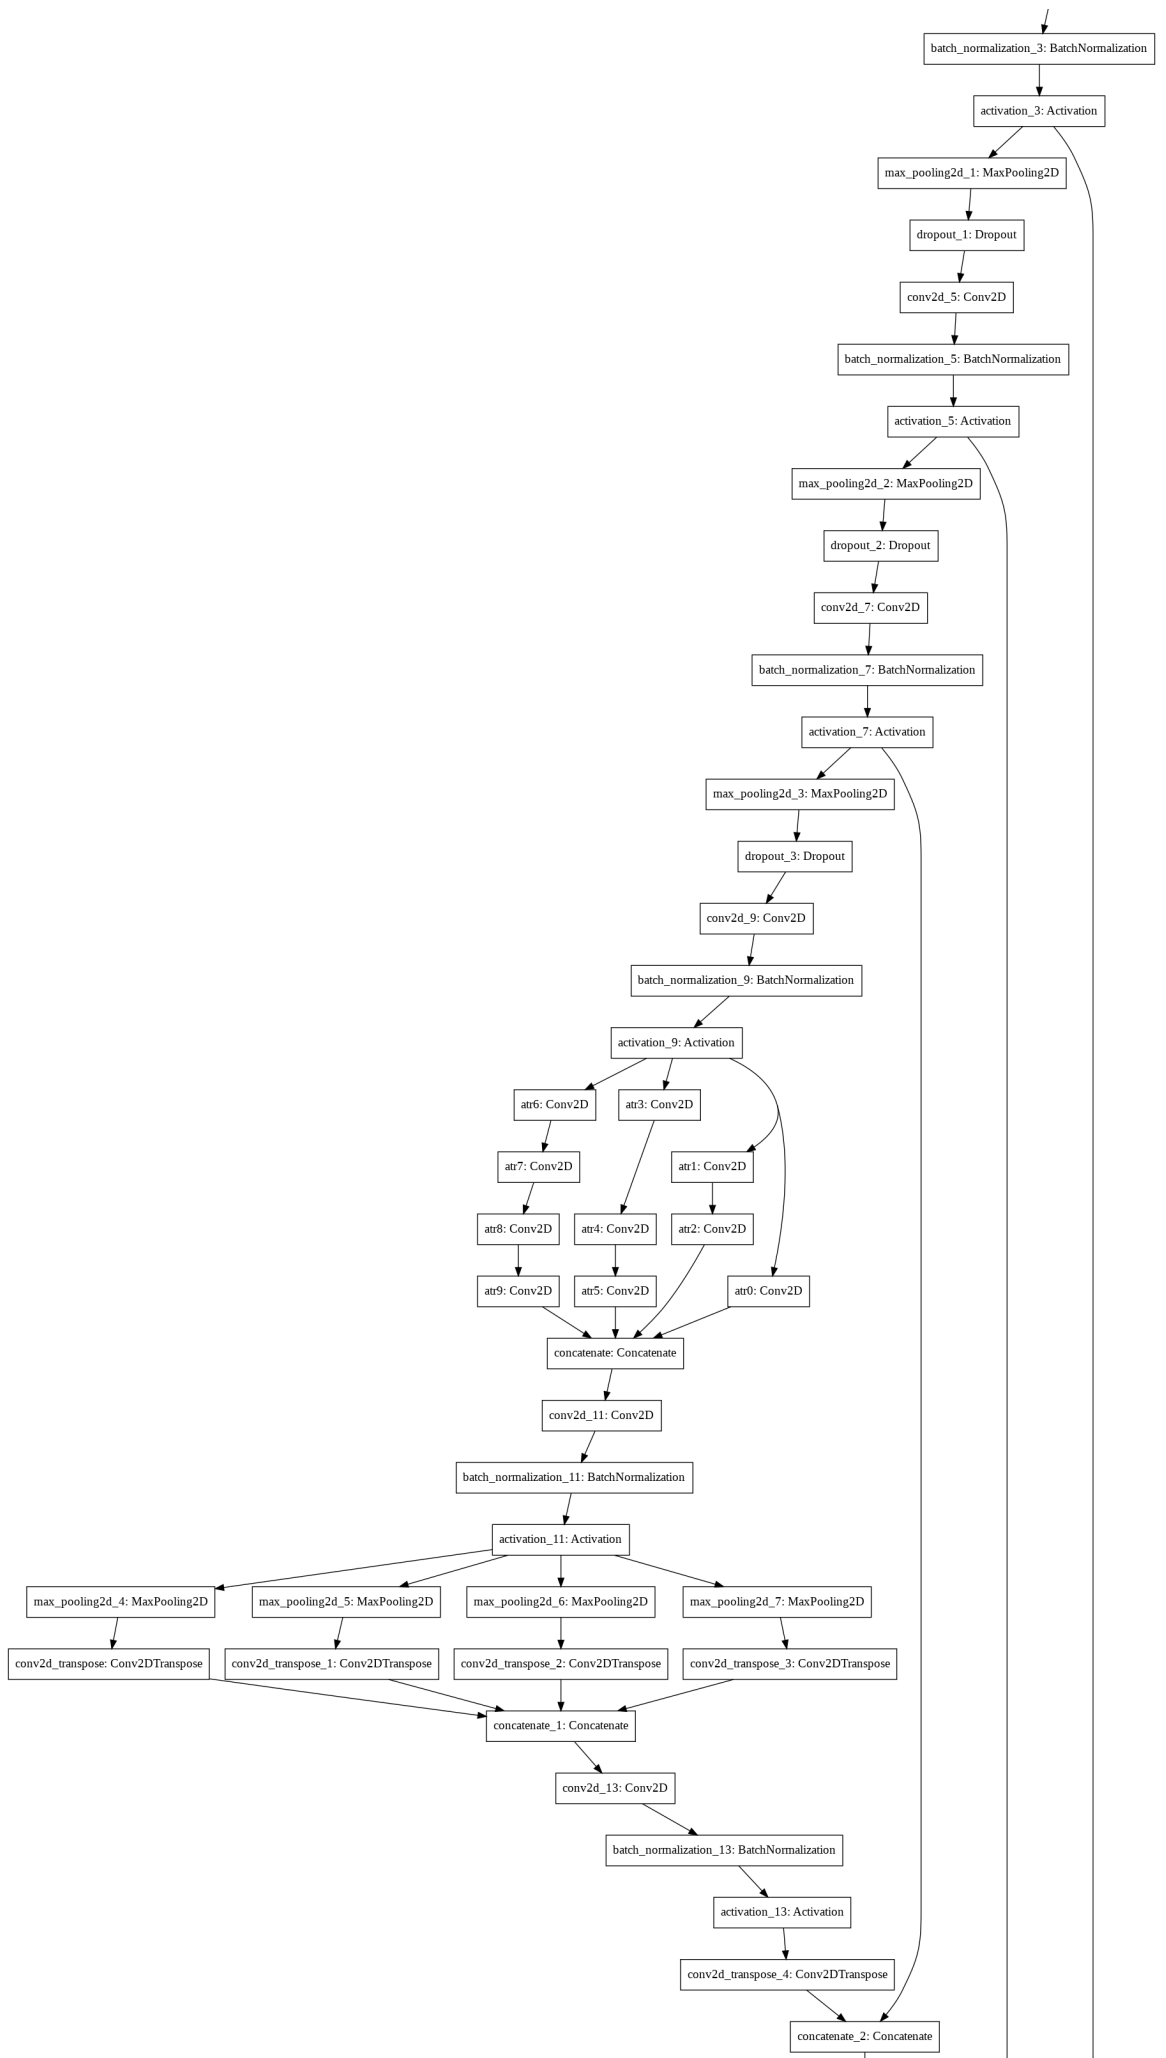 batch_normalization_3: BatchNormalization
activation_3: Activation
max_pooling2d_1: MaxPooling2D
dropout_1: Dropout
conv2d_5: Conv2D
batch_normalization_5: BatchNormalization
activation_5: Activation
max_pooling2d_2: MaxPooling2D
dropout_2: Dropout
conv2d_7: Conv2D
batch_normalization_7: BatchNormalization
activation_7: Activation
max_pooling2d_3: MaxPooling2D
dropout_3: Dropout
conv2d_9: Conv2D
batch_normalization_9: BatchNormalization
activation_9: Activation
atr6: Conv2D
atr3: Conv2D
atr7: Conv2D
atr1: Conv2D
atr8: Conv2D
atr4: Conv2D
atr2: Conv2D
atr9: Conv2D
atr5: Conv2D
atr0: Conv2D
concatenate: Concatenate
conv2d_11: Conv2D
batch_normalization_11: BatchNormalization
activation_11: Activation
max_pooling2d_4: MaxPooling2D
max_pooling2d_5: MaxPooling2D
max_pooling2d_6: MaxPooling2D
max_pooling2d_7: MaxPooling2D
conv2d_transpose: Conv2DTranspose
conv2d_transpose_1: Conv2DTranspose
conv2d_transpose_2: Conv2DTranspose
conv2d_transpose_3: Conv2DTranspose
concatenate_1: Concatenate
conv2d_13: Conv2D
batch_normalization_13: BatchNormalization
activation_13: Activation
conv2d_transpose_4: Conv2DTranspose
concatenate_2: Concatenate